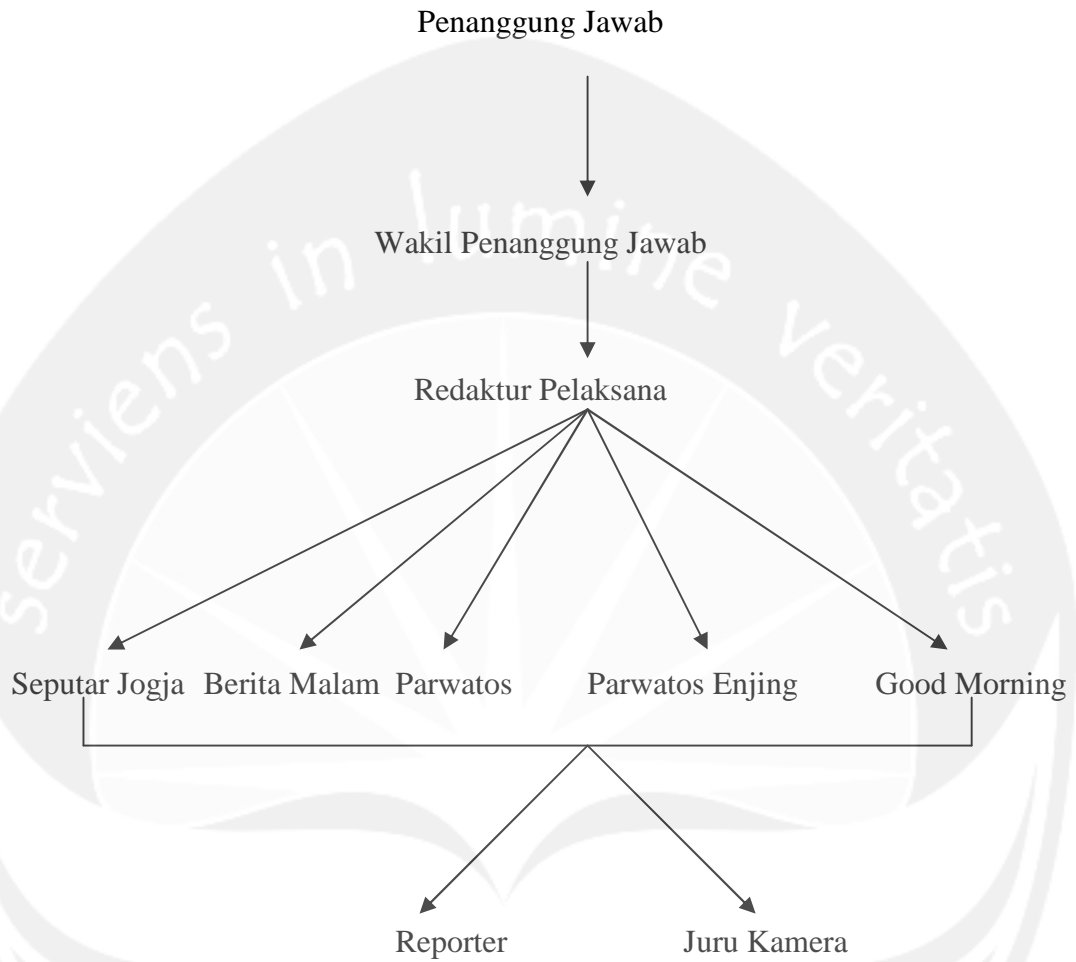 Penanggung Jawab
Wakil Penanggung Jawab
Redaktur Pelaksana
Seputar Jogja Berita Malam Parwatos Parwatos Enjing Good Morning
Reporter Juru Kamera
serviens in lumine veritatis